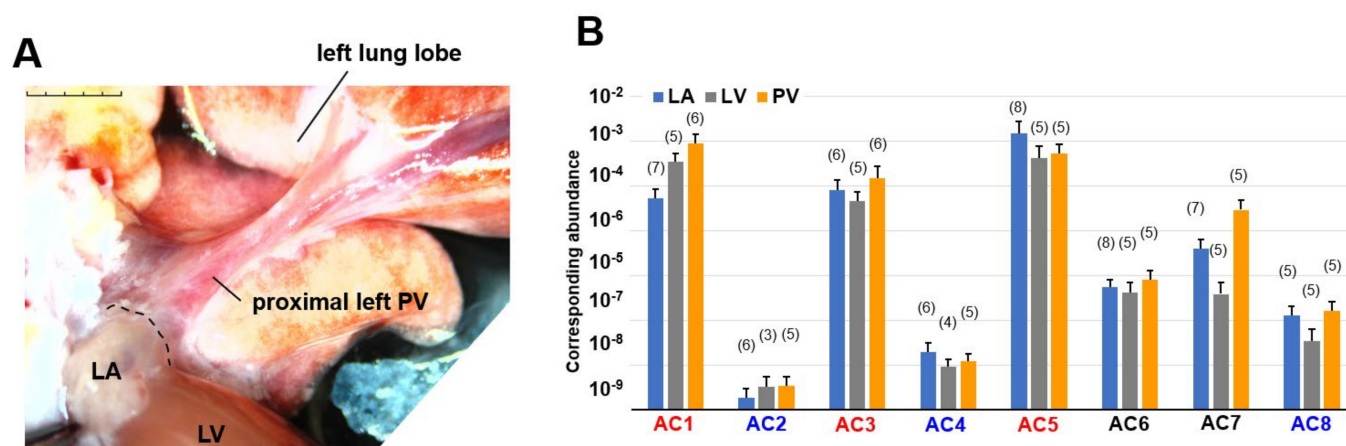 A
left lung lobe
proximal left PV
LA
LV
B
LA LV PV
Corresponding abundance
10-2
10-3
10-4
10-6
10-5
10-7
10-8
10-9
(7) (5) (6)
(6) (3) (5)
(6) (5) (6)
(6) (4) (5)
(8) (5) (5)
(8) (5) (5)
(7) (5) (5)
(5) (5) (5)
AC1 AC2 AC3 AC4 AC5 AC6 AC7 AC8